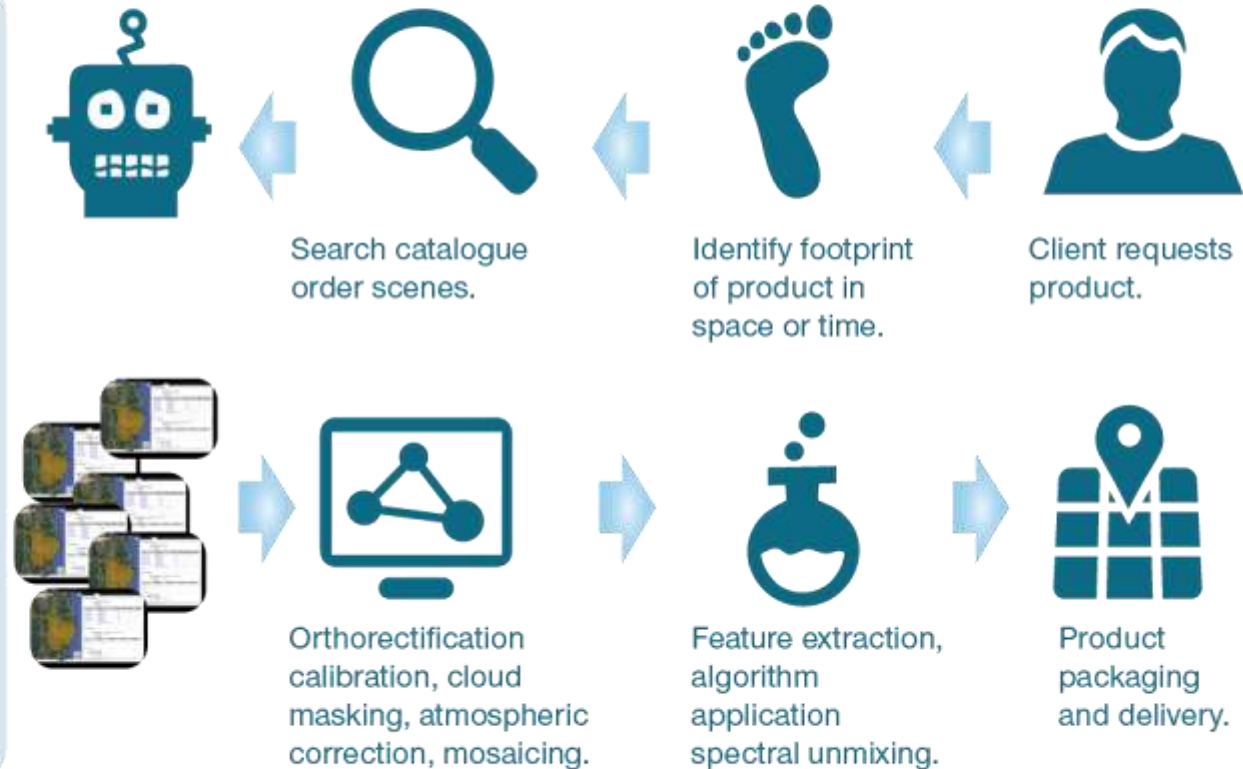 Search catalogue
order scenes.
Identify footprint
of product in
space or time.
Client requests
product.
Orthorectification
calibration, cloud
masking, atmospheric
correction, mosaicing.
Feature extraction,
algorithm
application
spectral unmixing.
Product
packaging
and delivery.